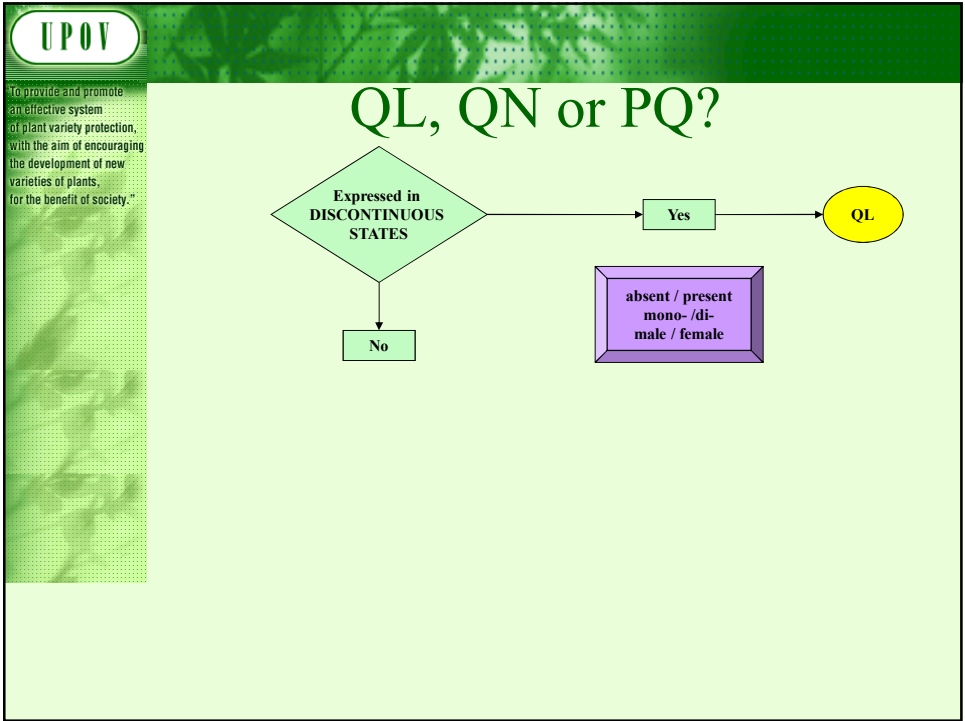 UPOV
"To provide and promote
an effective system
of plant variety protection,
with the aim of encouraging
the development of new
varieties of plants,
for the benefit of society."
QL, QN or PQ?
Expressed in
DISCONTINUOUS
STATES
Yes
QL
absent / present
mono- /di-
male / female
No